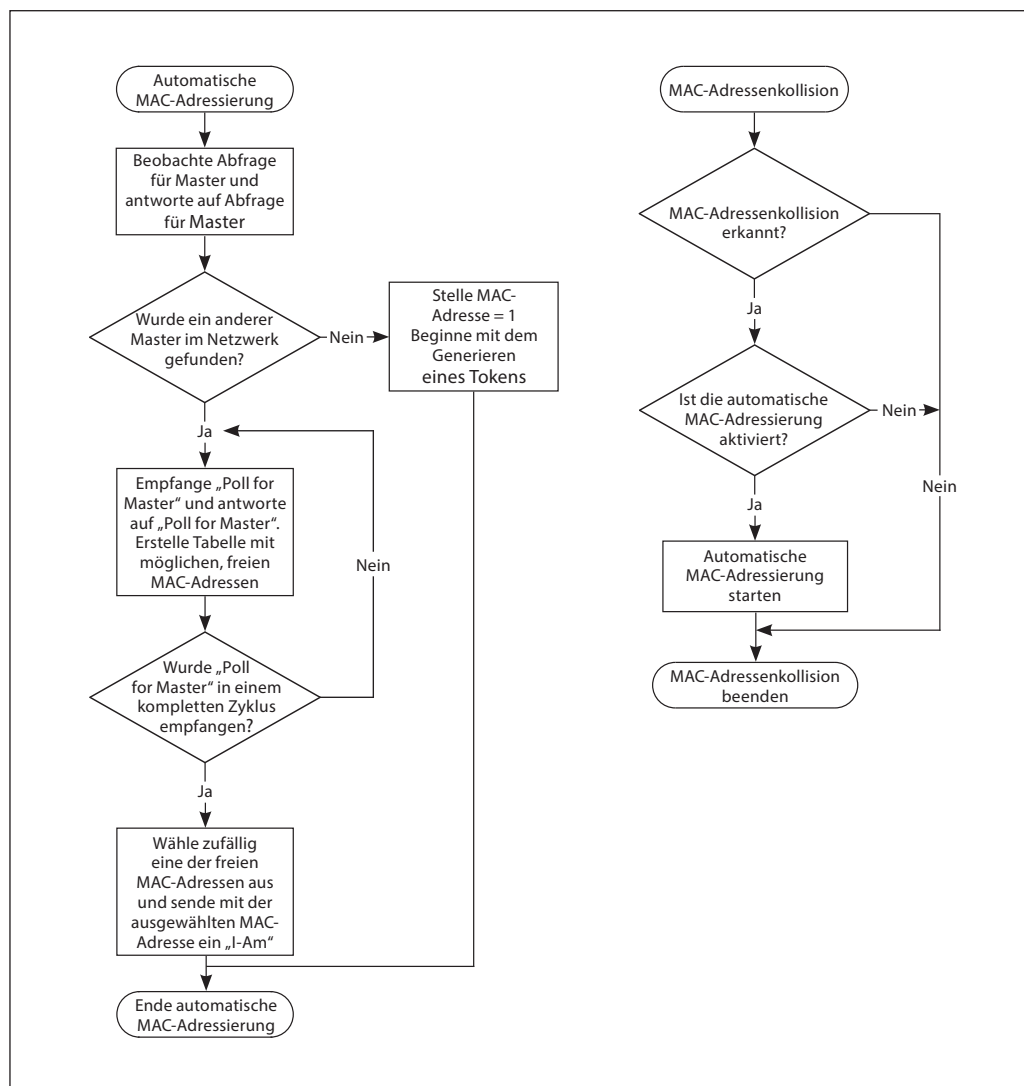 Automatische
MAC-Adressierung
Beobachte Abfrage
für Master und
antworte auf Abfrage
für Master
Wurde ein anderer
Master im Netzwerk
gefunden?
Nein
Stelle MAC-
Adresse = 1
Beginne mit dem
Generieren
eines Tokens
Ja
Empfange „Poll for
Master“ und antworte
auf „Poll for Master“.
Erstelle Tabelle mit
möglichen, freien
MAC-Adressen
Nein
Wurde „Poll
for Master“ in einem
kompletten Zyklus
empfangen?
Ja
Wähle zufällig
eine der freien
MAC-Adressen aus
und sende mit der
ausgewählten MAC-
Adresse ein „I-Am“
Ende automatische
MAC-Adressierung
MAC-Adressenkollision
MAC-Adressenkollision
erkannt?
Ja
Ist die automatische
MAC-Adressierung
aktiviert?
Nein
Nein
Ja
Automatische
MAC-Adressierung
starten
MAC-Adressenkollision
beenden